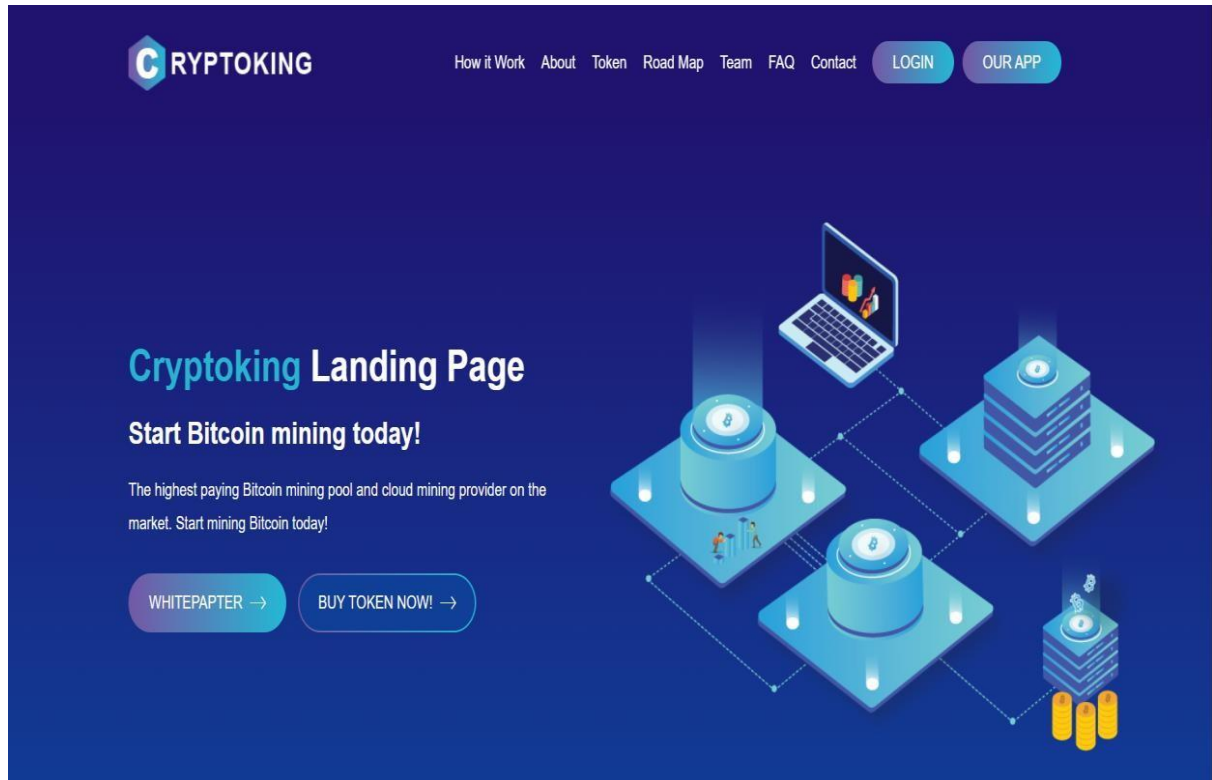 CRYPTOKING
How it Work About Token Road Map Team FAQ Contact LOGIN OUR APP
Cryptoking Landing Page
Start Bitcoin mining today!
The highest paying Bitcoin mining pool and cloud mining provider on the
market. Start mining Bitcoin today!
WHITEPAPTER → BUY TOKEN NOW! →